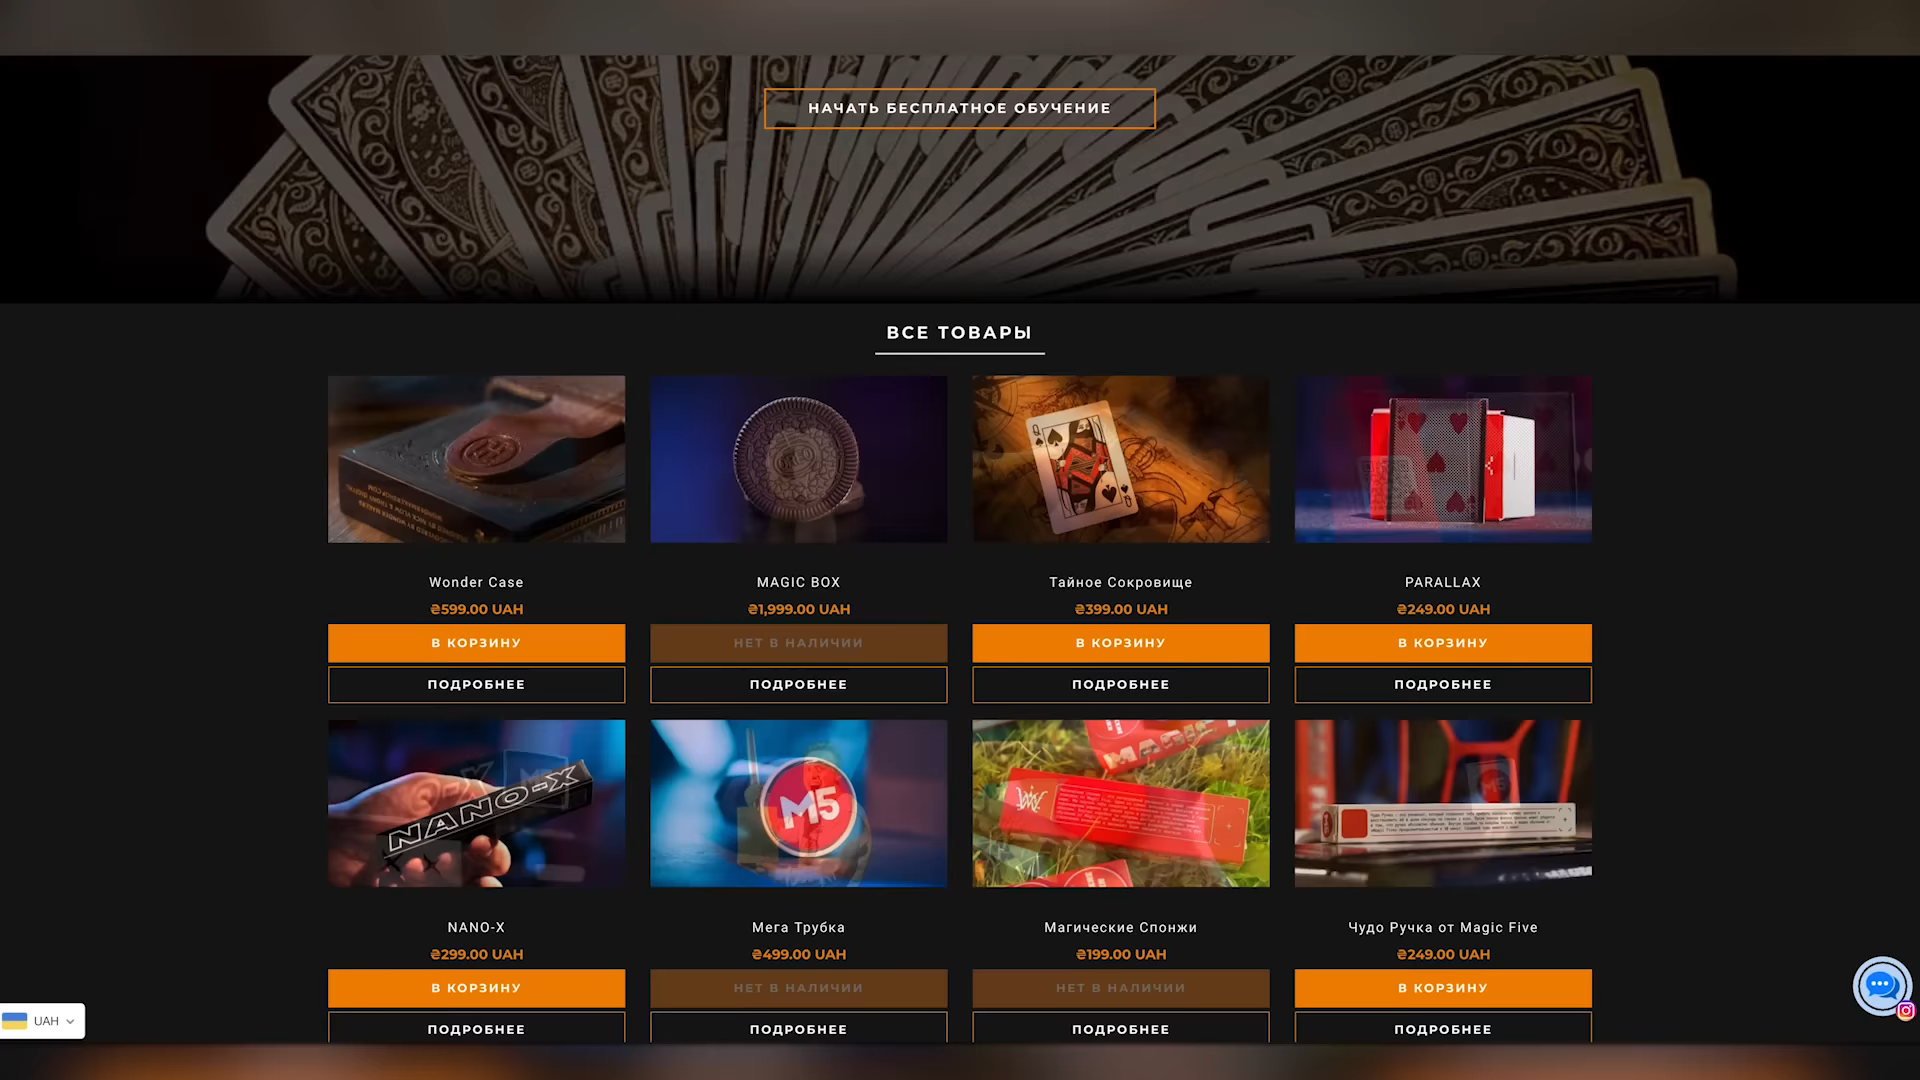 НАЧАТЬ БЕСПЛАТНОЕ ОБУЧЕНИЕ
ВСЕ ТОВАРЫ
Wonder Case
MAGIC BOX
Тайное Сокровище
PARALLAX
₴599.00 UAH
₴1,999.00 UAH
₴399.00 UAH
₴249.00 UAH
В КОРЗИНУ
НЕТ В НАЛИЧИИ
В КОРЗИНУ
В КОРЗИНУ
ПОДРОБНЕЕ
ПОДРОБНЕЕ
ПОДРОБНЕЕ
ПОДРОБНЕЕ
NANO-X
M5
MAGIC
NANO-X
Мега Трубка
Магические Спонжи
Чудо Ручка от Magic Five
₴299.00 UAH
₴499.00 UAH
₴199.00 UAH
₴249.00 UAH
В КОРЗИНУ
НЕТ В НАЛИЧИИ
НЕТ В НАЛИЧИИ
В КОРЗИНУ
UAH
ПОДРОБНЕЕ
ПОДРОБНЕЕ
ПОДРОБНЕЕ
ПОДРОБНЕЕ